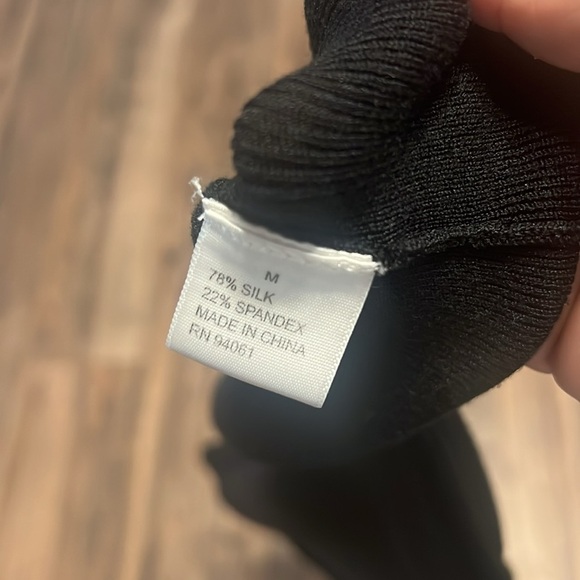 M
78% SILK
22% SPANDEX
MADE IN CHINA
RN 94061